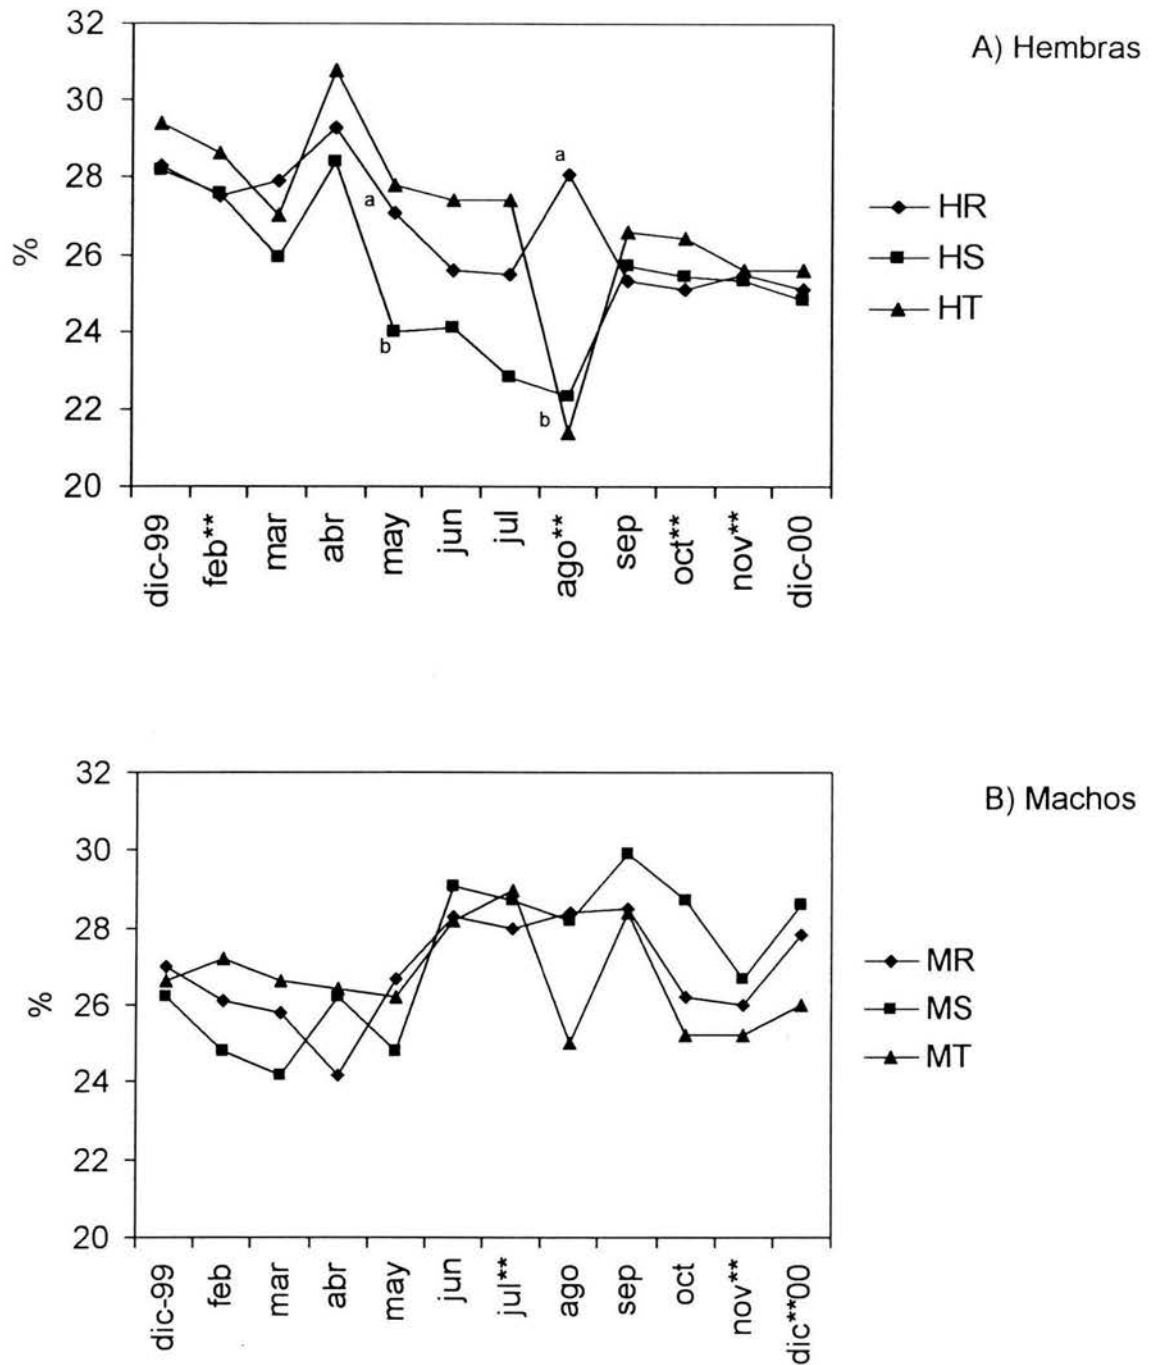 A) Hembras
32
30
28
26
24
22
20
%
a
a
b
b
HR
HS
HT
dic-99
feb**
mar
abr
may
jun
jul
ago**
sep
oct**
nov**
dic-00
B) Machos
32
30
28
26
24
22
20
%
MR
MS
MT
dic-99
feb
mar
abr
may
jun
jul**
ago
sep
oct
nov**
dic**00